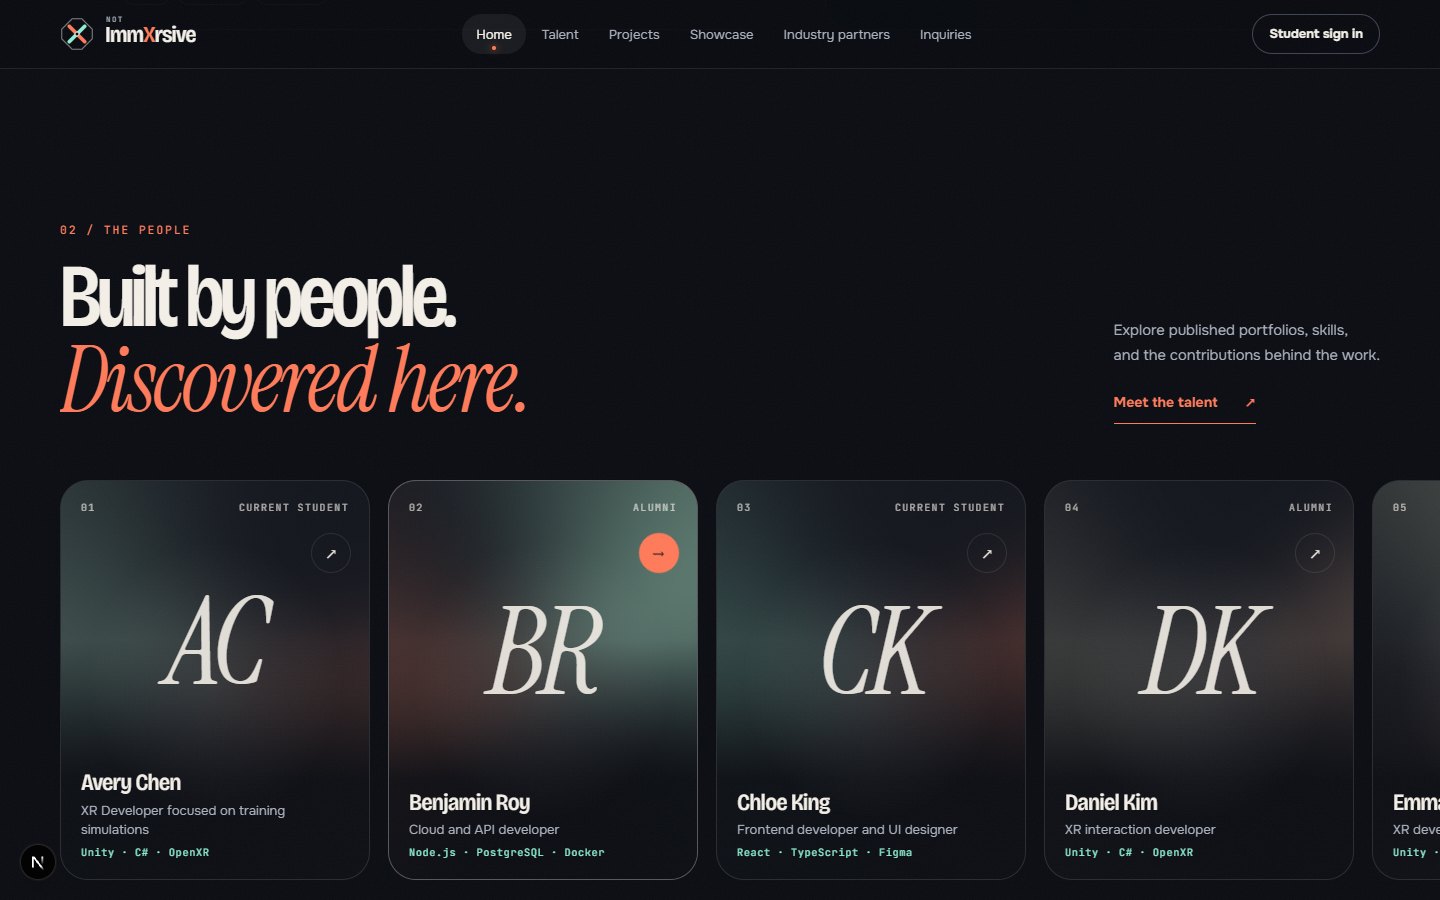 NOT
ImmXrsive
Home
Talent
Projects
Showcase
Industry partners
Inquiries
Student sign in
02 / THE PEOPLE
Built by people.
Discovered here.
Explore published portfolios, skills,
and the contributions behind the work.
Meet the talent ↗
01
CURRENT STUDENT
↗
AC
Avery Chen
XR Developer focused on training
simulations
Unity · C# · OpenXR
02
ALUMNI
→
BR
Benjamin Roy
Cloud and API developer
Node.js · PostgreSQL · Docker
03
CURRENT STUDENT
↗
CK
Chloe King
Frontend developer and UI designer
React · TypeScript · Figma
04
ALUMNI
↗
DK
Daniel Kim
XR interaction developer
Unity · C# · OpenXR
05
Emma
XR deve
Unity ·
N